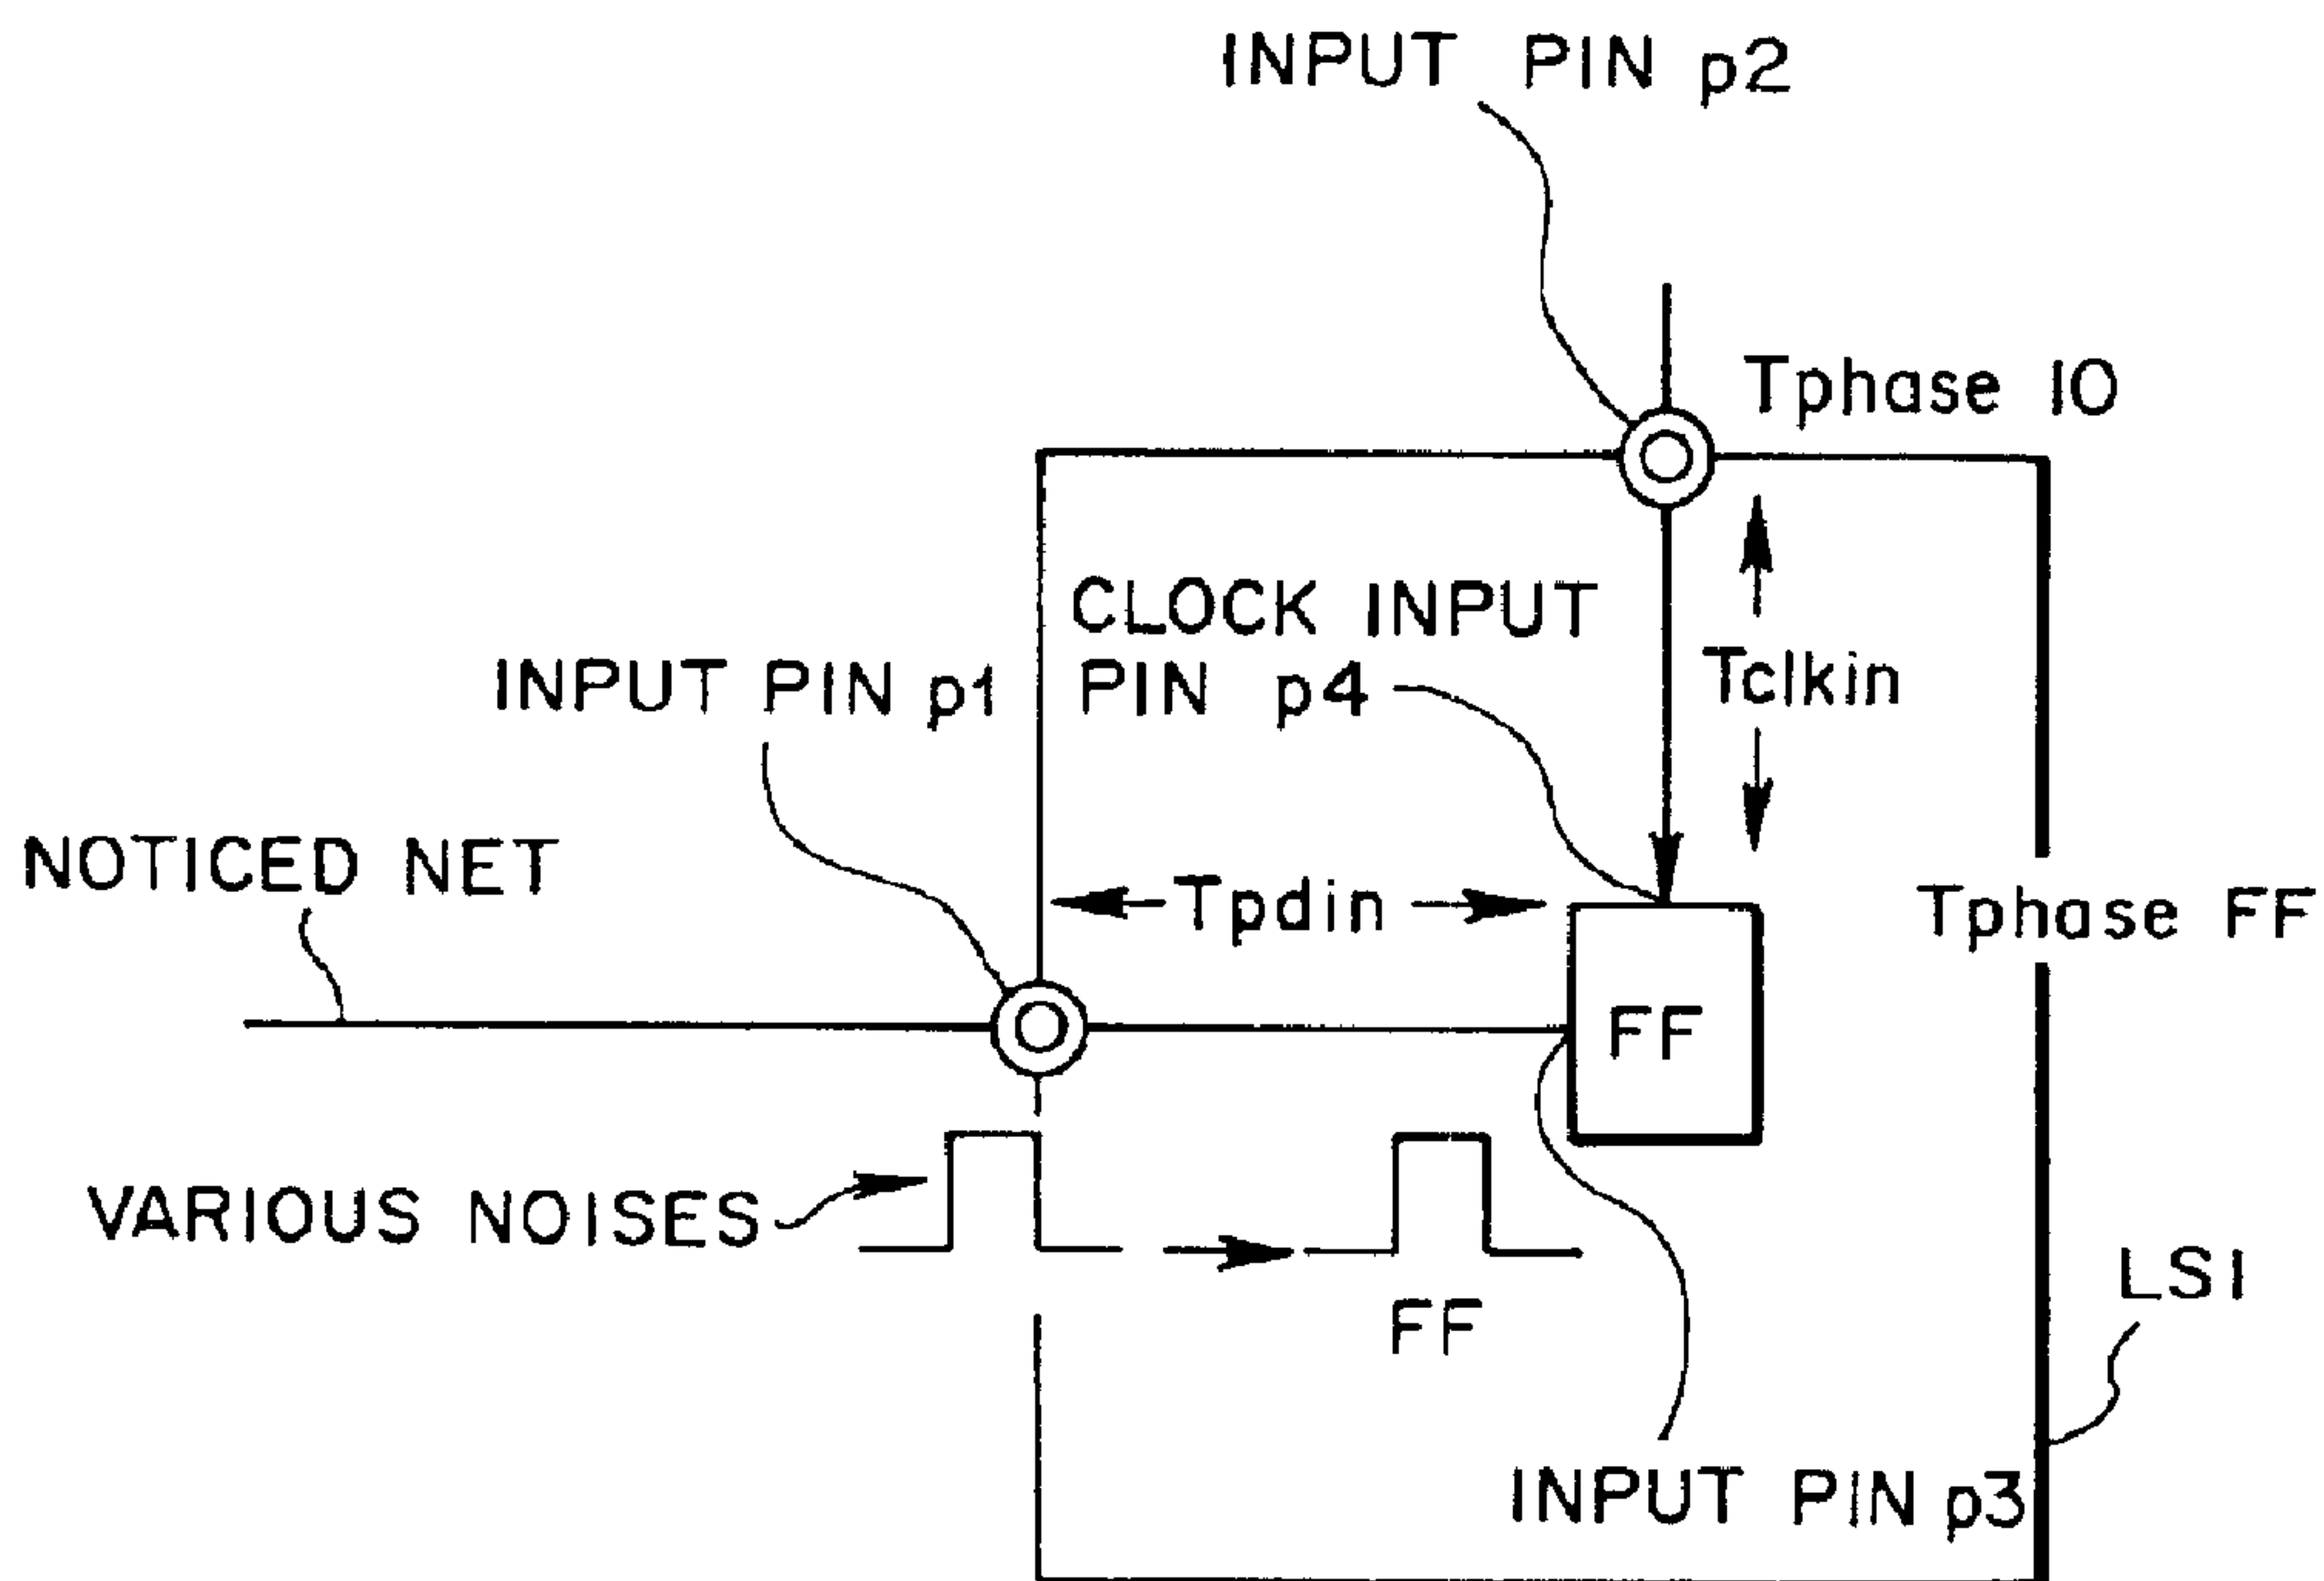 INPUT PIN p2
Tphase IO
CLOCK INPUT
PIN p4
INPUT PIN p1
Tclkin
NOTICED NET
Tpdin
Tphase FF
FF
VARIOUS NOISES
FF
LSI
INPUT PIN p3